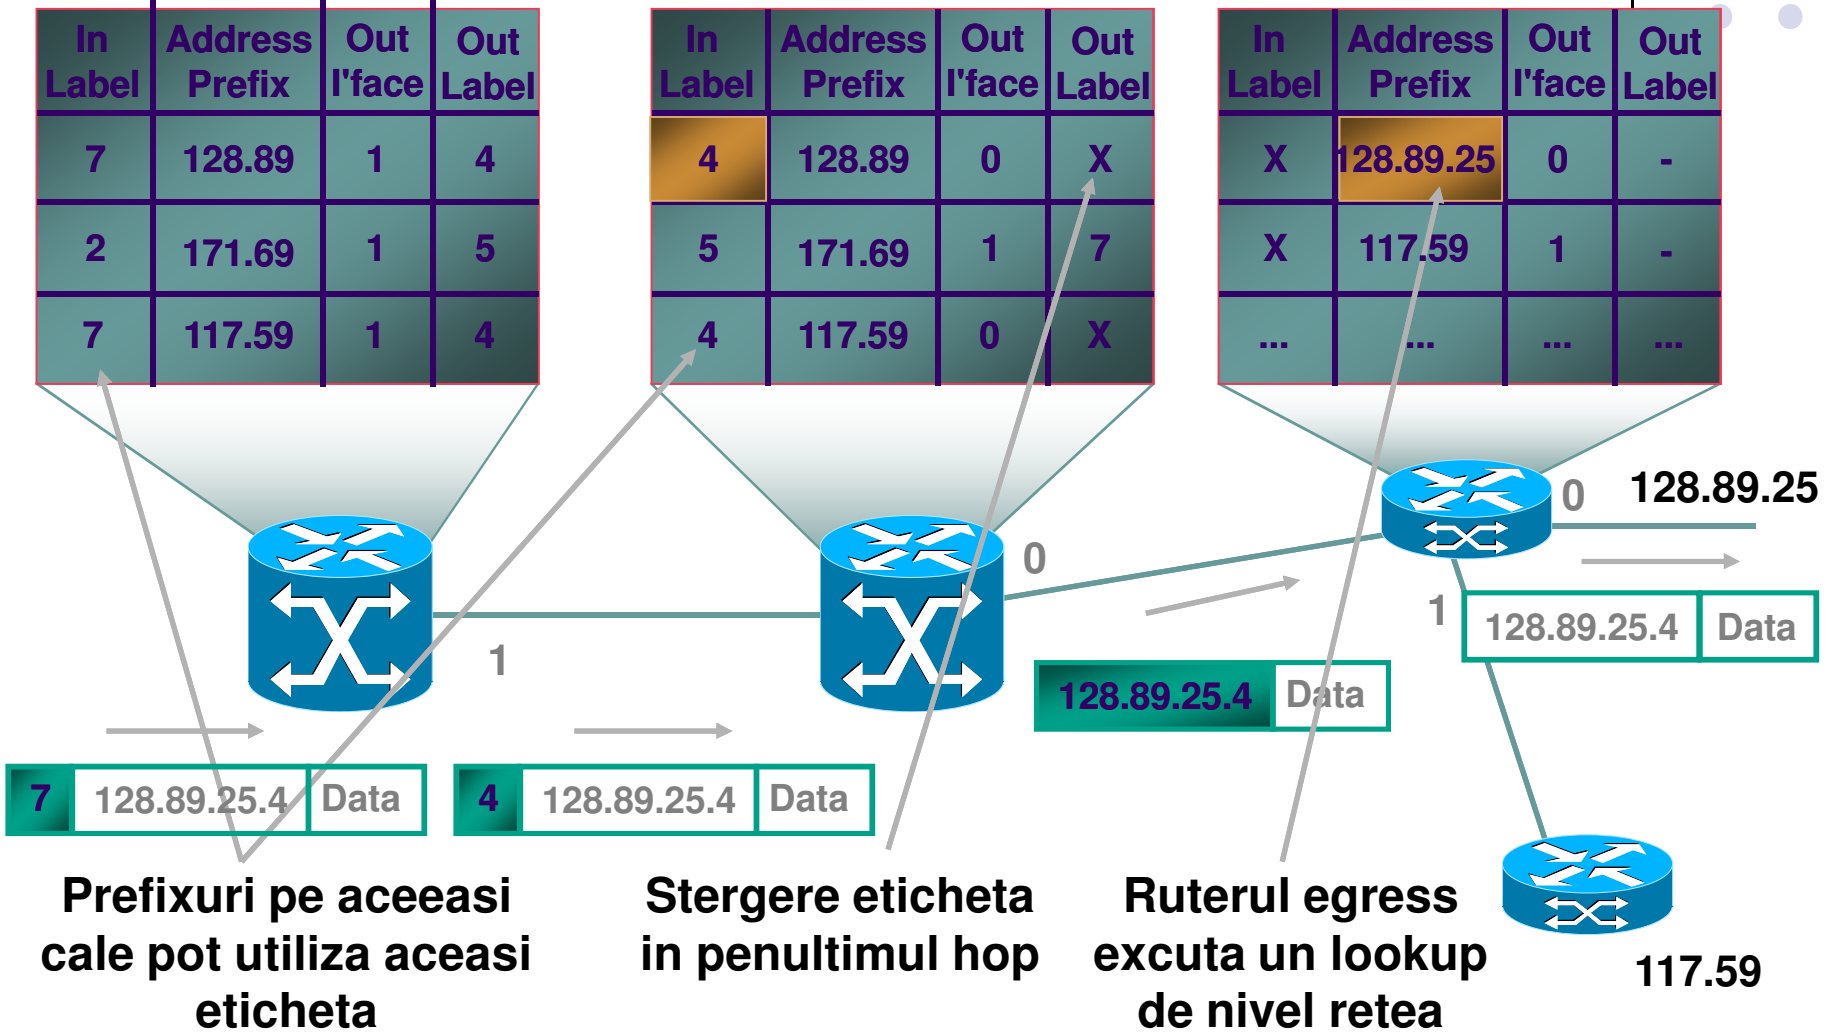 In Label Address Prefix Out I'face Out Label
7 128.89 1 4
2 171.69 1 5
7 117.59 1 4
In Label Address Prefix Out I'face Out Label
4 128.89 0 X
5 171.69 1 7
4 117.59 0 X
In Label Address Prefix Out I'face Out Label
X 128.89.25 0 -
X 117.59 1 -
... ... ... ...
0 128.89.25
0
1
1
128.89.25.4 Data
128.89.25.4 Data
7 128.89.25.4 Data
4 128.89.25.4 Data
Prefixuri pe aceeasi
cale pot utiliza aceasi
eticheta
Stergere eticheta
in penultimul hop
Ruterul egress
excuta un lookup
de nivel retea
117.59